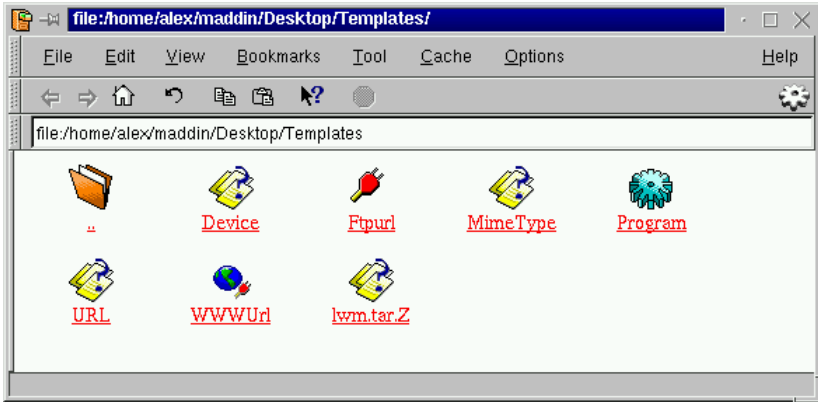 file:/home/alex/maddin/Desktop/Templates/
File Edit View Bookmarks Tool Cache Options Help
file:/home/alex/maddin/Desktop/Templates
.. Device Ftpurl MimeType Program
URL WWWUrl lwm.tar.Z